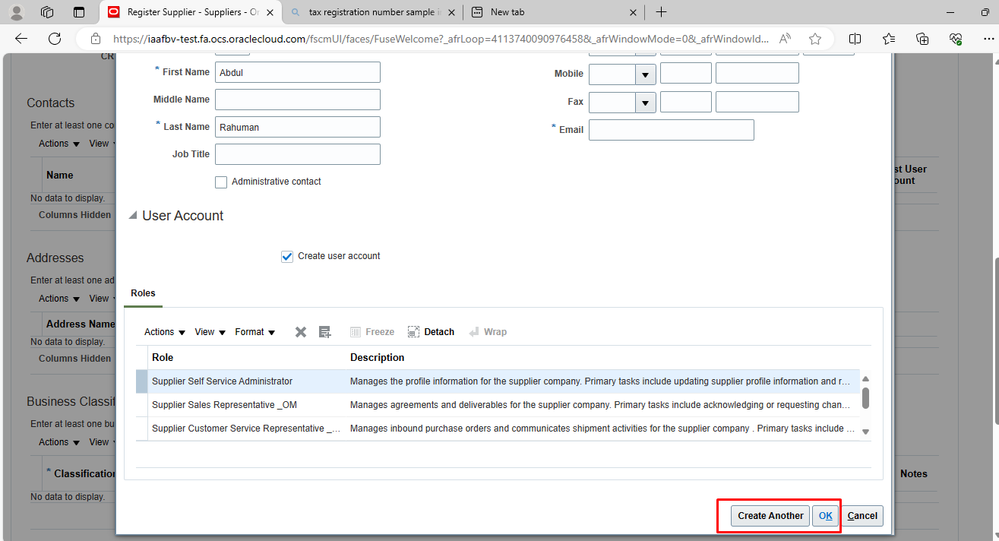 Register Supplier - Suppliers - O
tax registration number sample i
New tab
https://iaafbv-test.fa.ocs.oraclecloud.com/fscmUI/faces/FuseWelcome?_afrLoop=4113740090976458&_afrWindowMode=0&_afrWindowId...
CR
* First Name Abdul
Mobile
Contacts
Middle Name
Fax
Enter at least one co
* Last Name Rahuman
* Email
Actions View
Job Title
Name
st User
ount
Administrative contact
No data to display.
Columns Hidden
User Account
Addresses
Create user account
Enter at least one ad
Actions View
Roles
Address Name
Actions View Format Freeze Detach Wrap
No data to display.
Columns Hidden
Role Description
Supplier Self Service Administrator Manages the profile information for the supplier company. Primary tasks include updating supplier profile information and r...
Business Classif
Supplier Sales Representative _OM Manages agreements and deliverables for the supplier company. Primary tasks include acknowledging or requesting chan...
Enter at least one bu
Supplier Customer Service Representative _... Manages inbound purchase orders and communicates shipment activities for the supplier company . Primary tasks include ...
Actions View
* Classification
Notes
No data to display.
Create Another OK Cancel